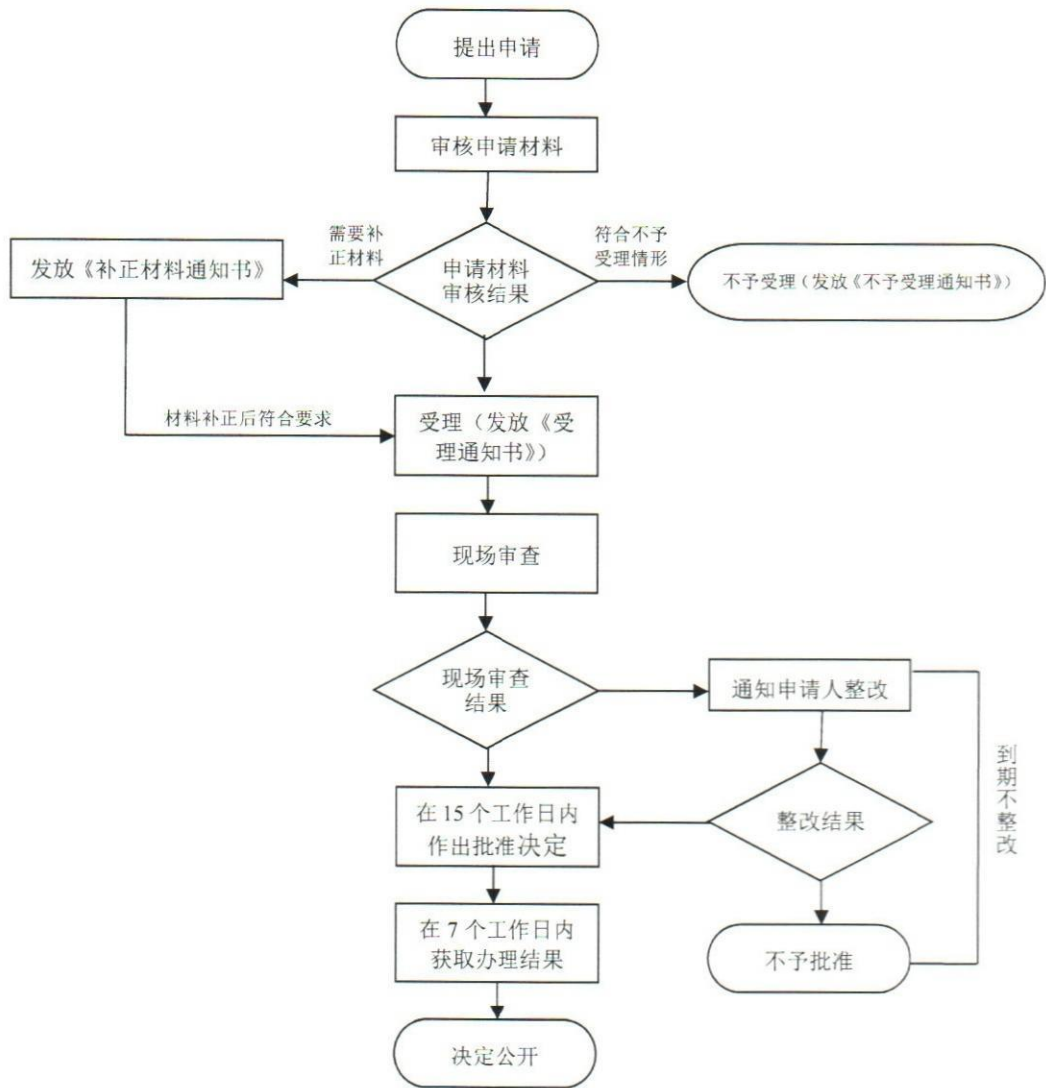 提出申请
审核申请材料
需要补
正材料
符合不予
受理情形
发放《补正材料通知书》
申请材料
审核结果
不予受理（发放《不予受理通知书》）
材料补正后符合要求
受理（发放《受
理通知书》）
现场审查
现场审查
结果
通知申请人整改
到期不整改
在 15 个工作日内
作出批准决定
整改结果
在 7 个工作日内
获取办理结果
不予批准
决定公开